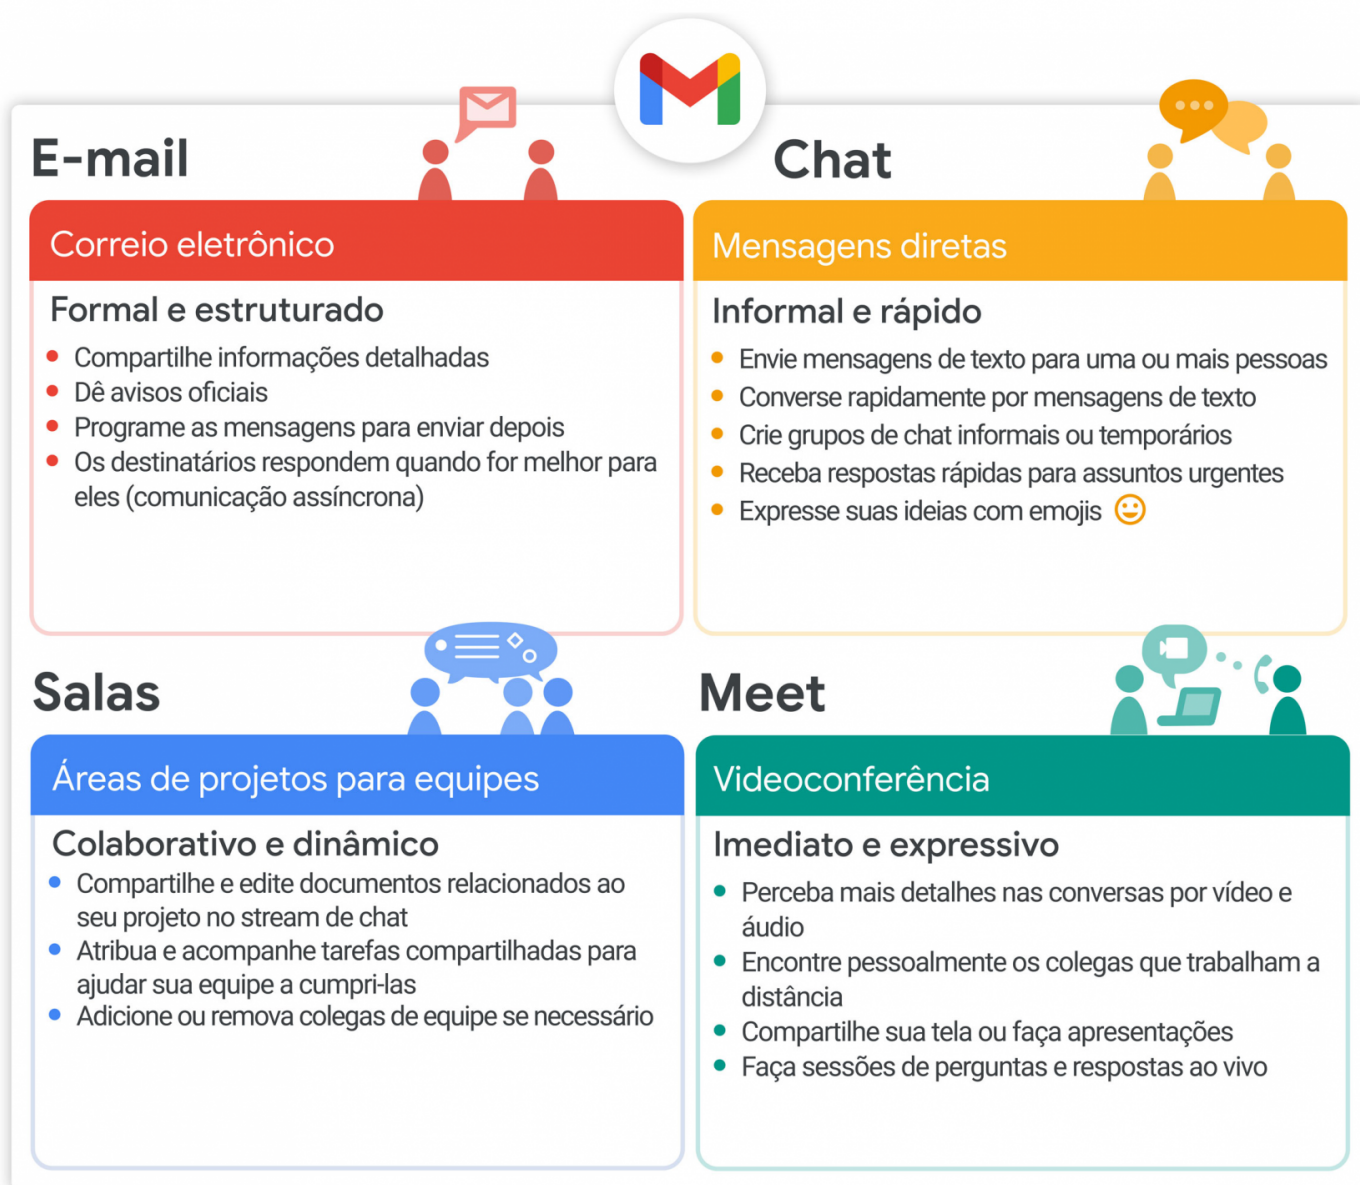 E-mail
Correio eletrônico
Formal e estruturado
Compartilhe informações detalhadas
Dê avisos oficiais
Programe as mensagens para enviar depois
Os destinatários respondem quando for melhor para
eles (comunicação assíncrona)
Chat
Mensagens diretas
Informal e rápido
Envie mensagens de texto para uma ou mais pessoas
Converse rapidamente por mensagens de texto
Crie grupos de chat informais ou temporários
Receba respostas rápidas para assuntos urgentes
Expresse suas ideias com emojis
Salas
Áreas de projetos para equipes
Colaborativo e dinâmico
Compartilhe e edite documentos relacionados ao
seu projeto no stream de chat
Atribua e acompanhe tarefas compartilhadas para
ajudar sua equipe a cumpri-las
Adicione ou remova colegas de equipe se necessário
Meet
Videoconferência
Imediato e expressivo
Perceba mais detalhes nas conversas por vídeo e
áudio
Encontre pessoalmente os colegas que trabalham a
distância
Compartilhe sua tela ou faça apresentações
Faça sessões de perguntas e respostas ao vivo